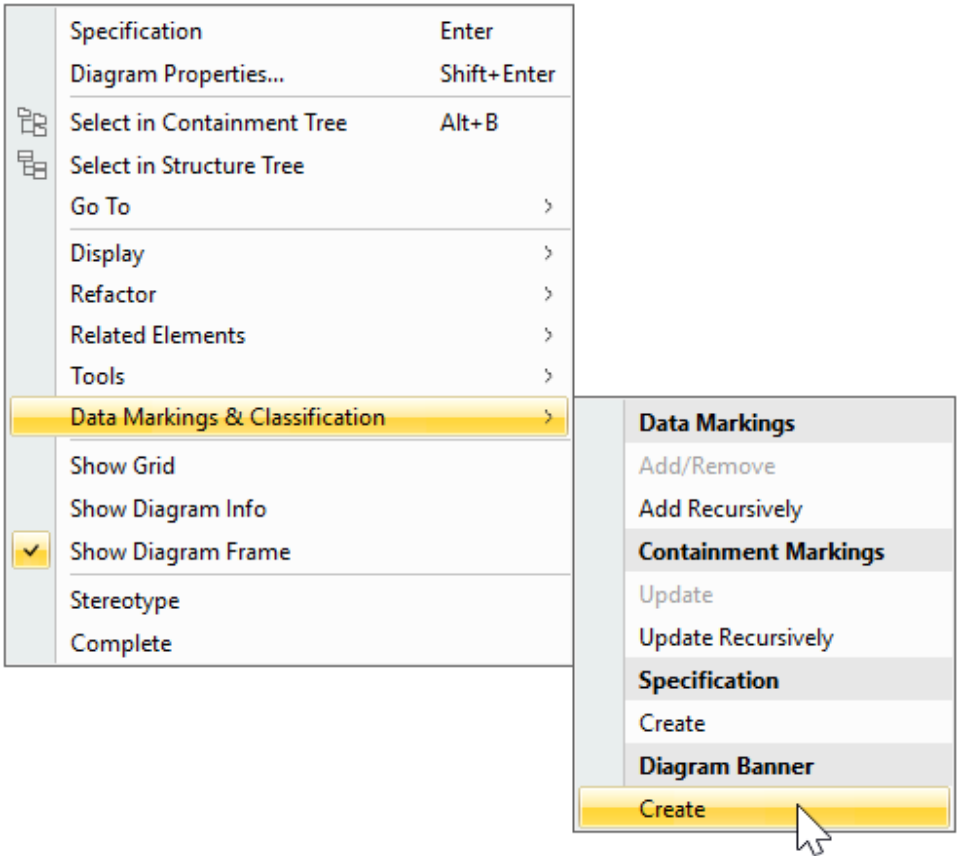 Specification Enter
Diagram Properties... Shift+Enter
Select in Containment Tree Alt+B
Select in Structure Tree
Go To
Display
Refactor
Related Elements
Tools
Data Markings & Classification
Show Grid
Show Diagram Info
Show Diagram Frame
Stereotype
Complete
Data Markings
Add/Remove
Add Recursively
Containment Markings
Update
Update Recursively
Specification
Create
Diagram Banner
Create